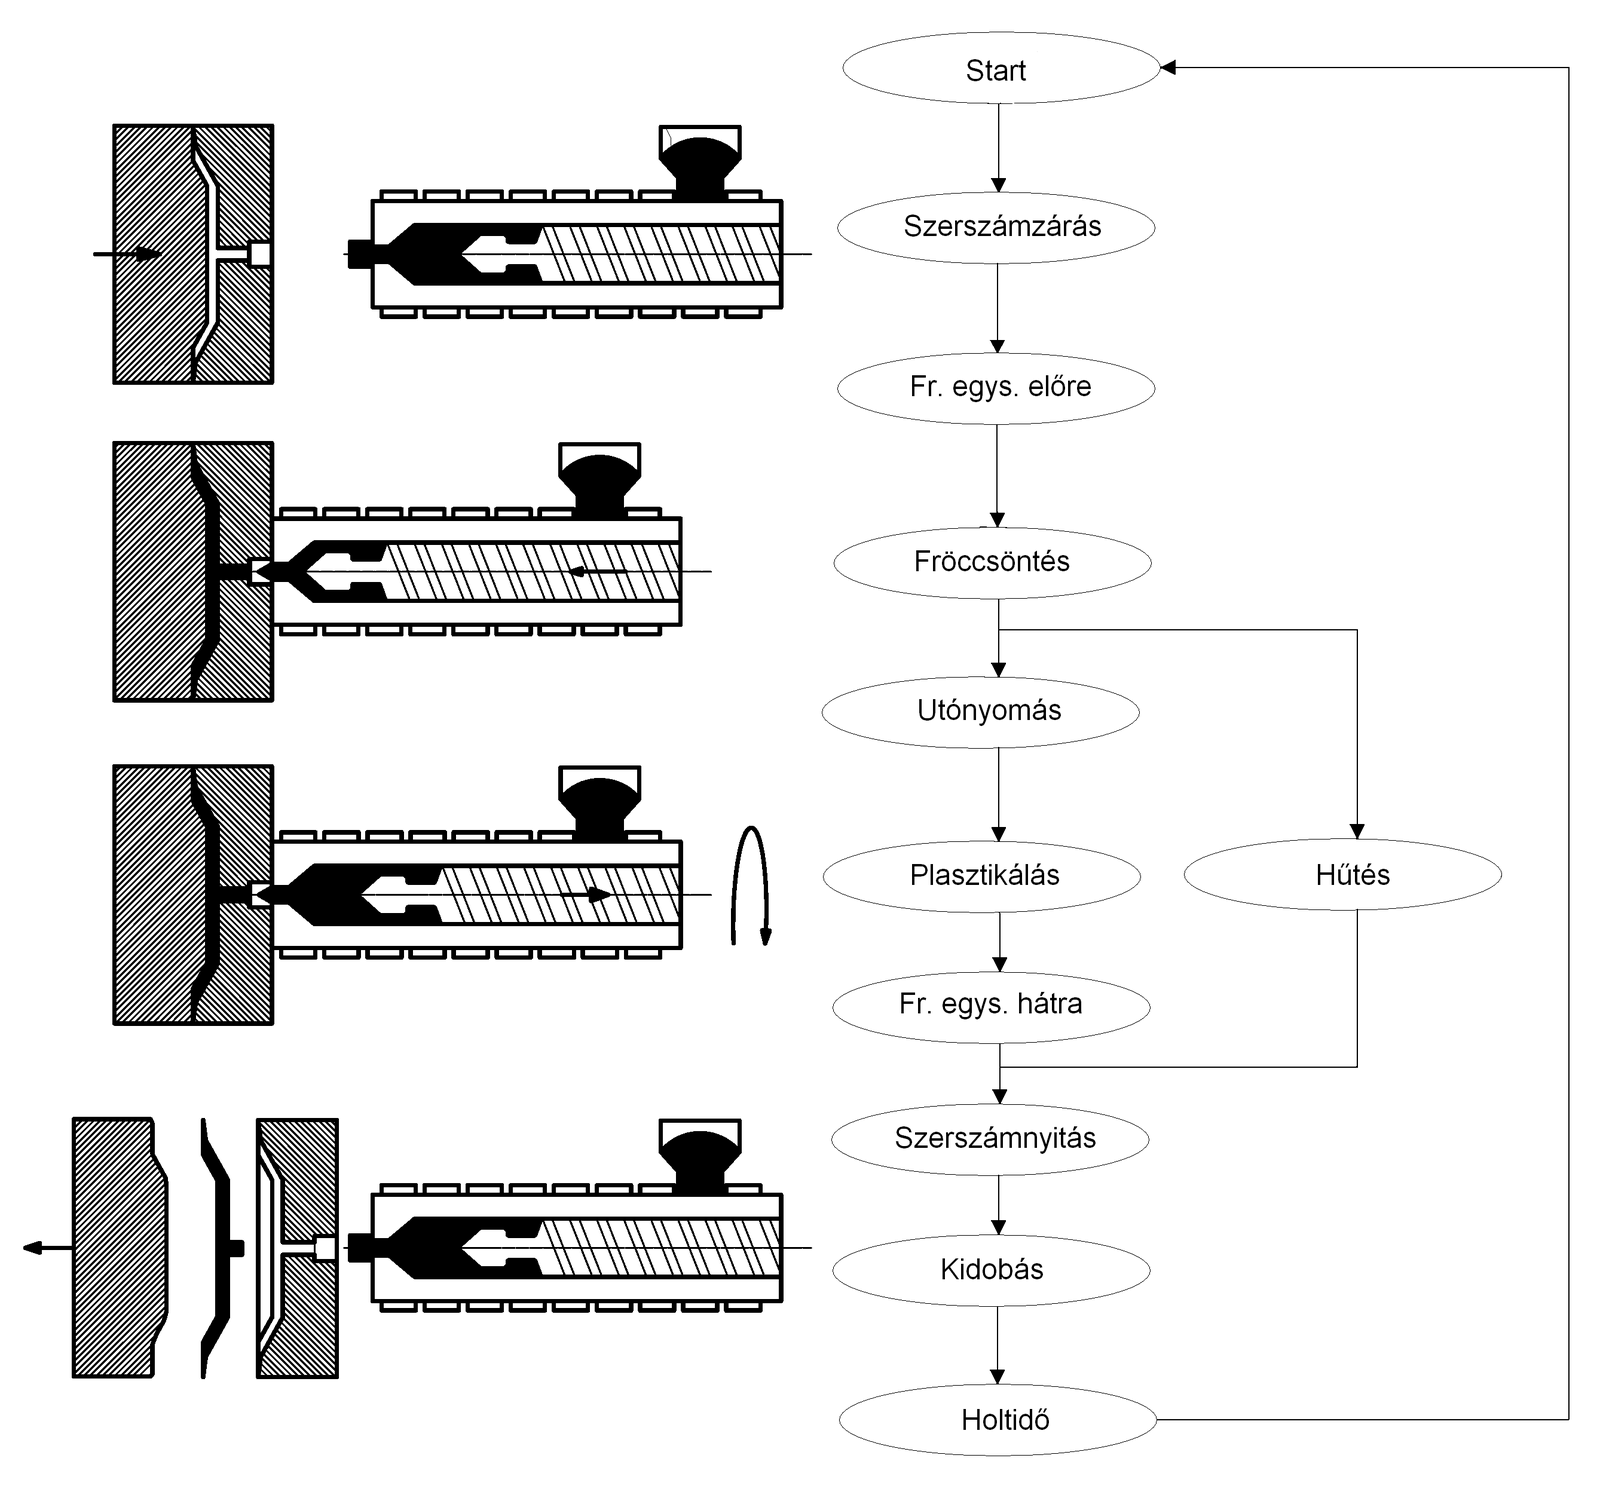 Start
Szerszámzárás
Fr. egys. előre
Fröccsöntés
Utónyomás
Plasztikálás
Hűtés
Fr. egys. hátra
Szerszámnyitás
Kidobás
Holtidő